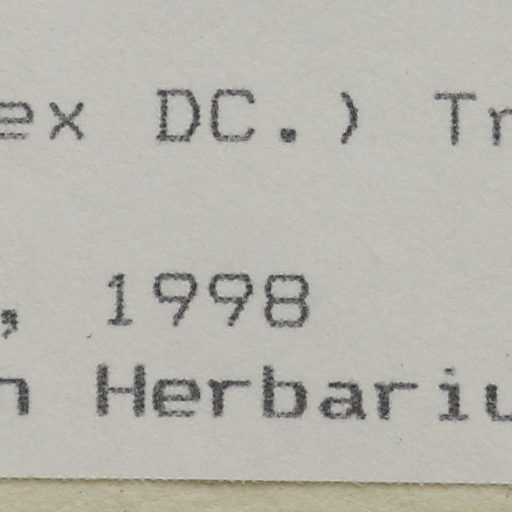 ex DC.) Tr
, 1998
n Herbariu